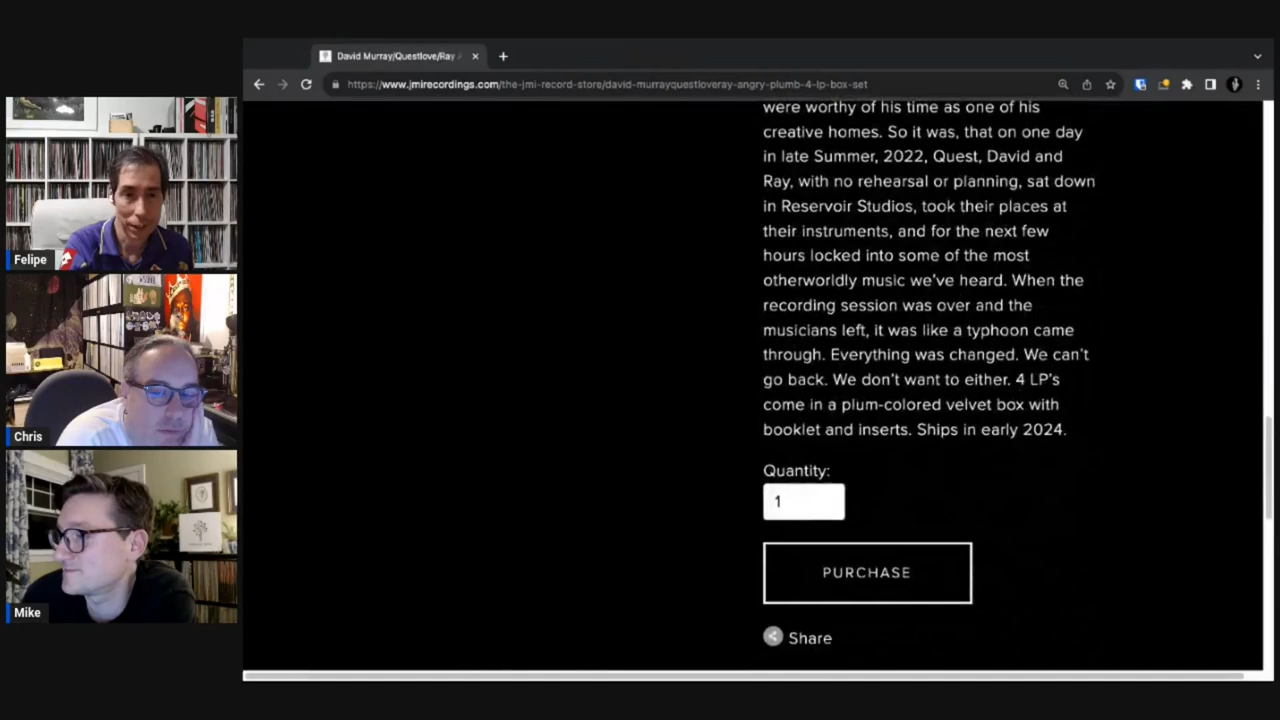 David Murray/Questlove/Ray
https://www.jmirecordings.com/the-jmi-record-store/david-murrayquestloveray-angry-plumb-4-lp-box-set
were worthy of his time as one of his
creative homes. So it was, that on one day
in late Summer, 2022, Quest, David and
Ray, with no rehearsal or planning, sat down
in Reservoir Studios, took their places at
their instruments, and for the next few
hours locked into some of the most
otherworldly music we've heard. When the
recording session was over and the
musicians left, it was like a typhoon came
through. Everything was changed. We can't
go back. We don't want to either. 4 LP's
come in a plum-colored velvet box with
booklet and inserts. Ships in early 2024.
Quantity:
1
PURCHASE
Share
Felipe
Chris
Mike